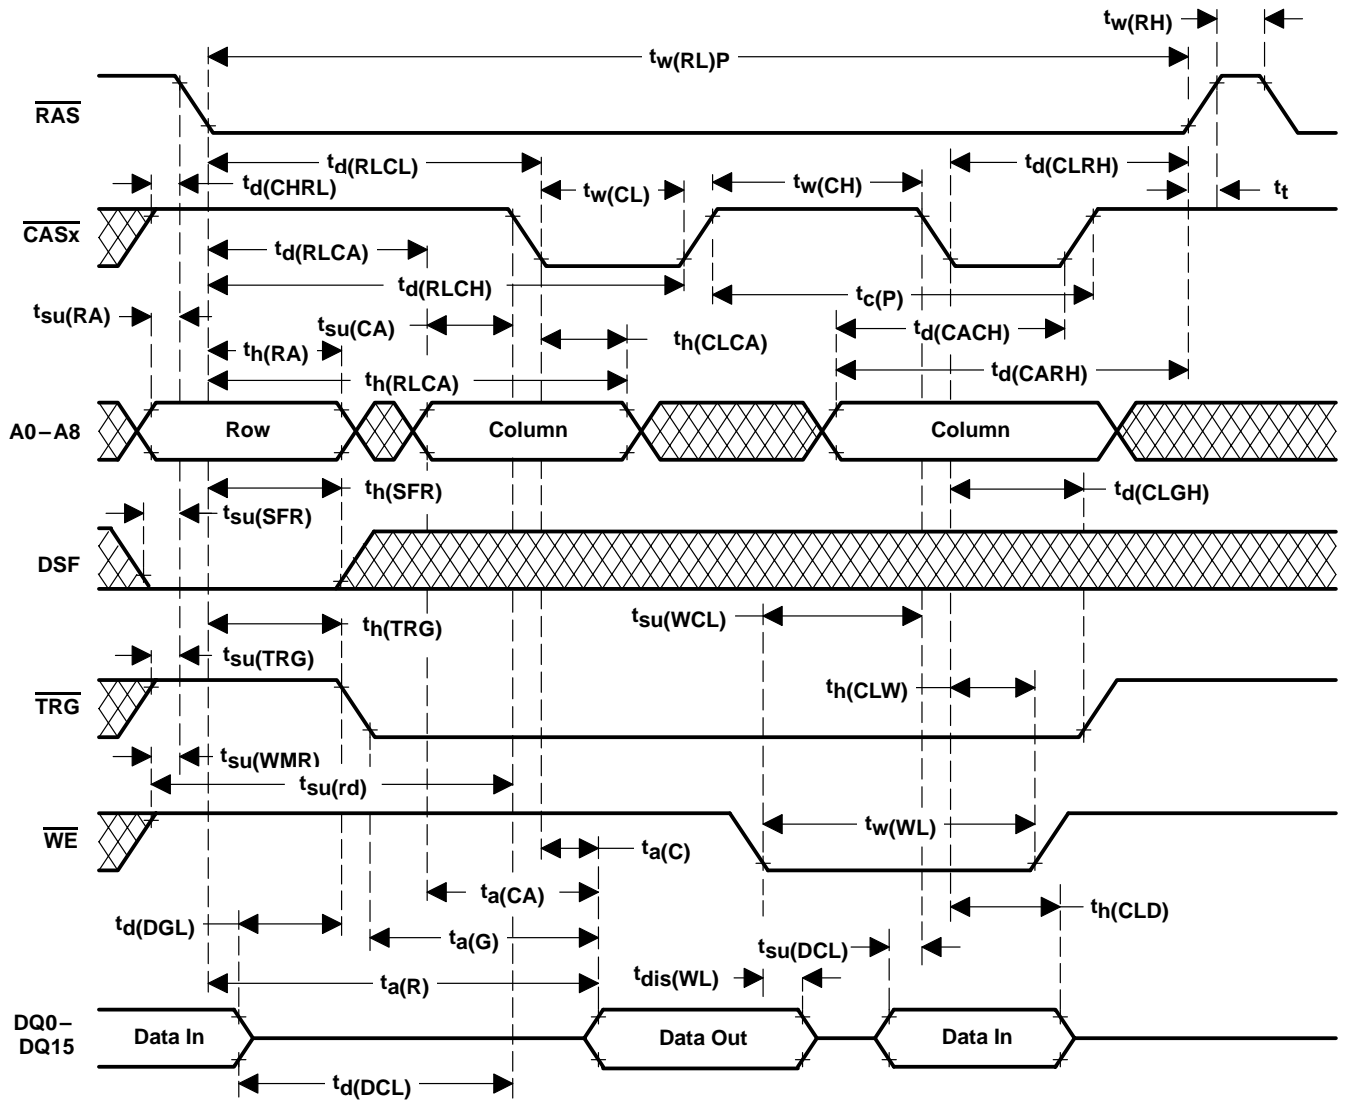 tw(RH)
tw(RL)P
RAS
td(RLCL)
td(CLRH)
td(CHRL)
tw(CL)
tw(CH)
tt
CASx
td(RLCA)
td(RLCH)
tc(P)
tsu(RA)
tsu(CA)
td(CACH)
th(RA)
th(CLCA)
th(RLCA)
td(CARH)
A0–A8
Row
Column
Column
th(SFR)
td(CLGH)
tsu(SFR)
DSF
tsu(WCL)
th(TRG)
tsu(TRG)
th(CLW)
TRG
tsu(WMR)
tsu(rd)
WE
tw(WL)
ta(C)
ta(CA)
th(CLD)
td(DGL)
ta(G)
tsu(DCL)
ta(R)
tdis(WL)
DQ0–
DQ15
Data In
Data Out
Data In
td(DCL)